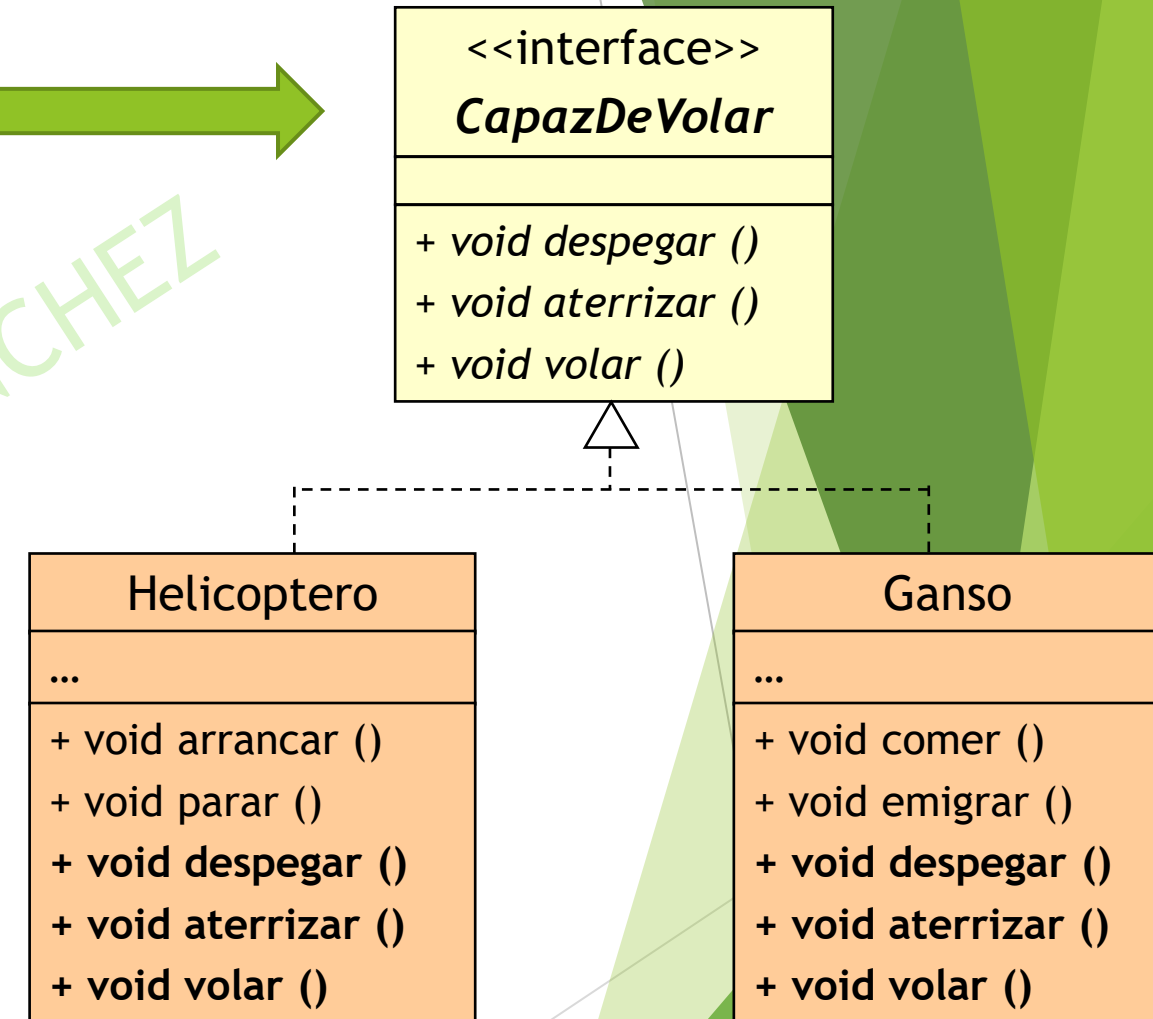 <<interface>>
CapazDeVolar
+ void despegar ()
+ void aterrizar ()
+ void volar ()
Helicoptero
...
+ void arrancar ()
+ void parar ()
+ void despegar ()
+ void aterrizar ()
+ void volar ()
Ganso
...
+ void comer ()
+ void emigrar ()
+ void despegar ()
+ void aterrizar ()
+ void volar ()